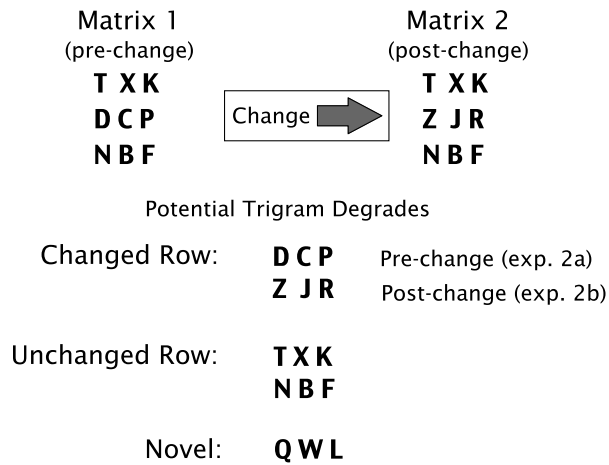 Matrix 1
(pre-change)
T X K
D C P
N B F
Change
Matrix 2
(post-change)
T X K
Z J R
N B F
Potential Trigram Degrades
Changed Row: D C P Pre-change (exp. 2a)
Z J R Post-change (exp. 2b)
Unchanged Row: T X K
N B F
Novel: Q W L